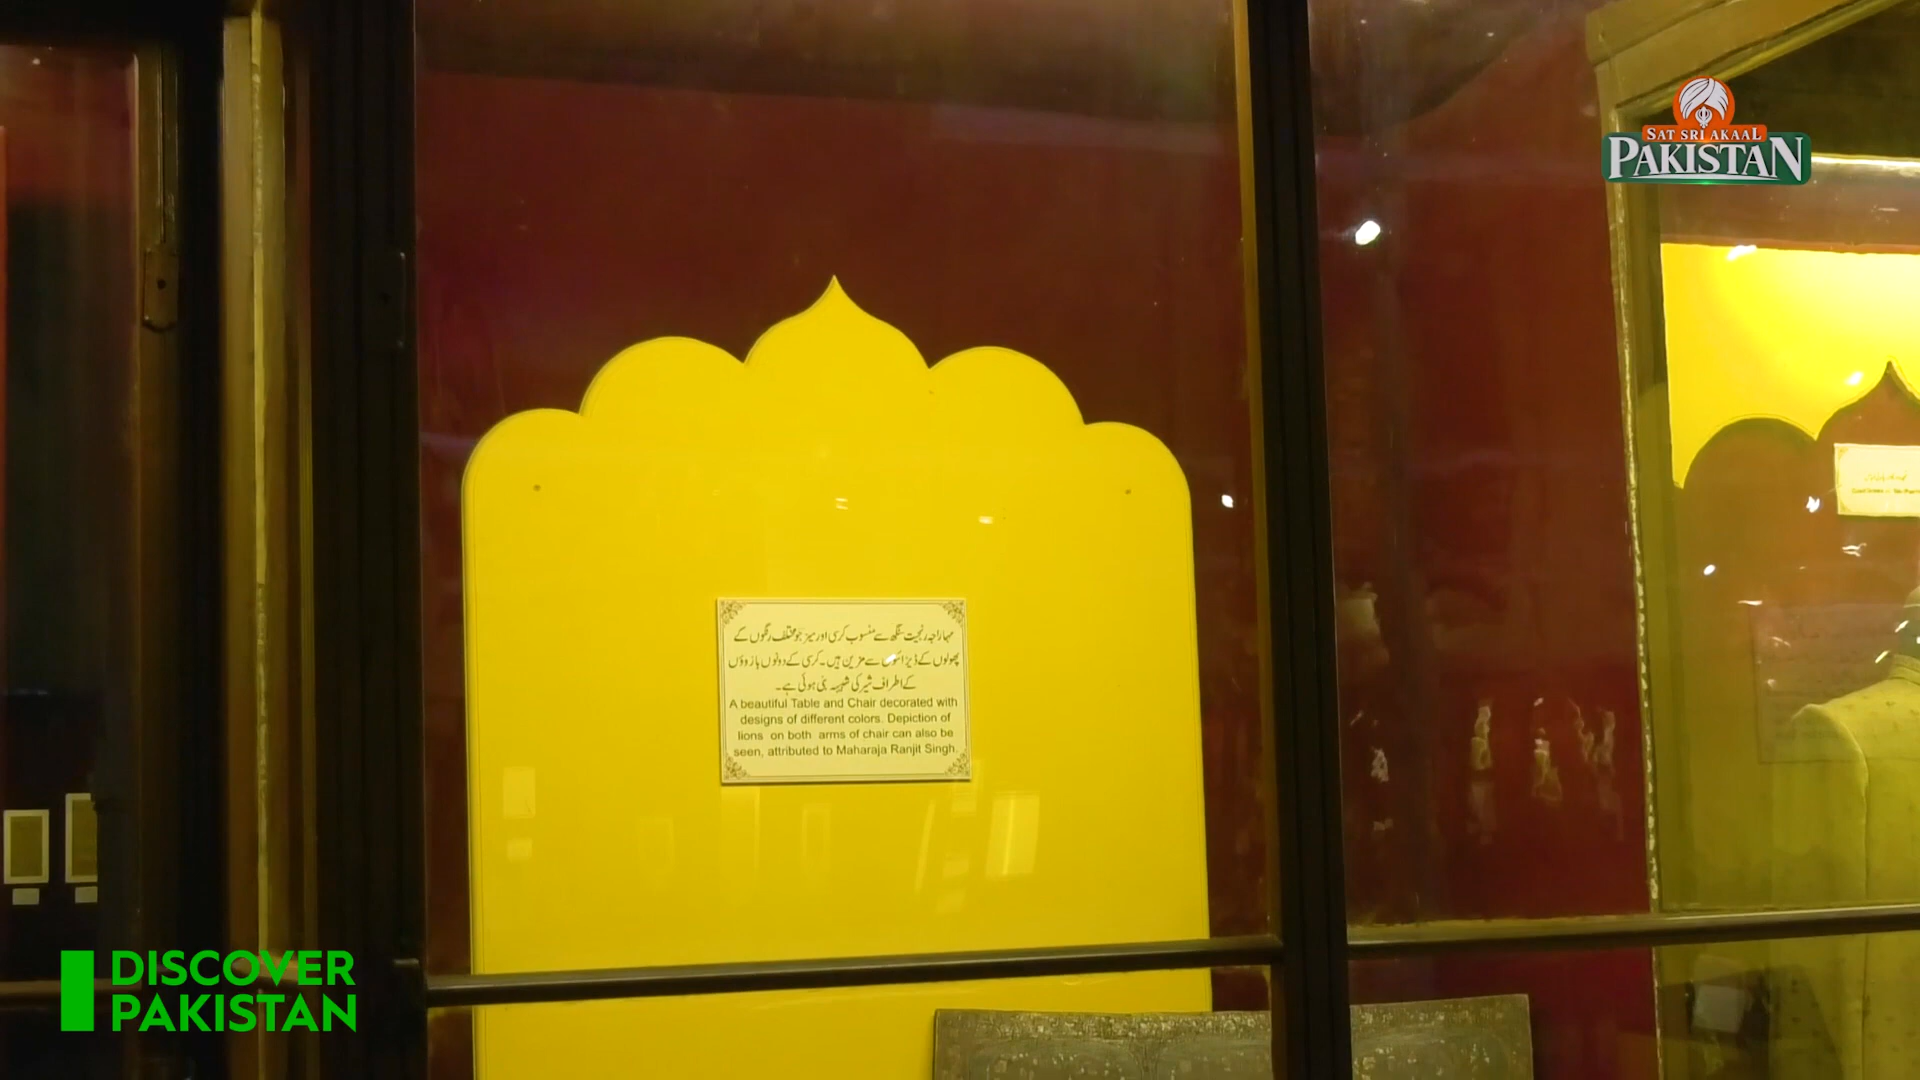 SAT SRI AKAAL
PAKISTAN
مہاراجہ رنجیت سنگھ سے منسوب کرسی اور میز جو مختلف رنگوں کے
پھولوں کے ڈیزائنوں سے مزین ہیں۔ کرسی کے دونوں بازوؤں
کے اطراف شیر کی شبیہ بنی ہوئی ہے۔
A beautiful Table and Chair decorated with
designs of different colors. Depiction of
lions on both arms of chair can also be
seen, attributed to Maharaja Ranjit Singh.
DISCOVER
PAKISTAN